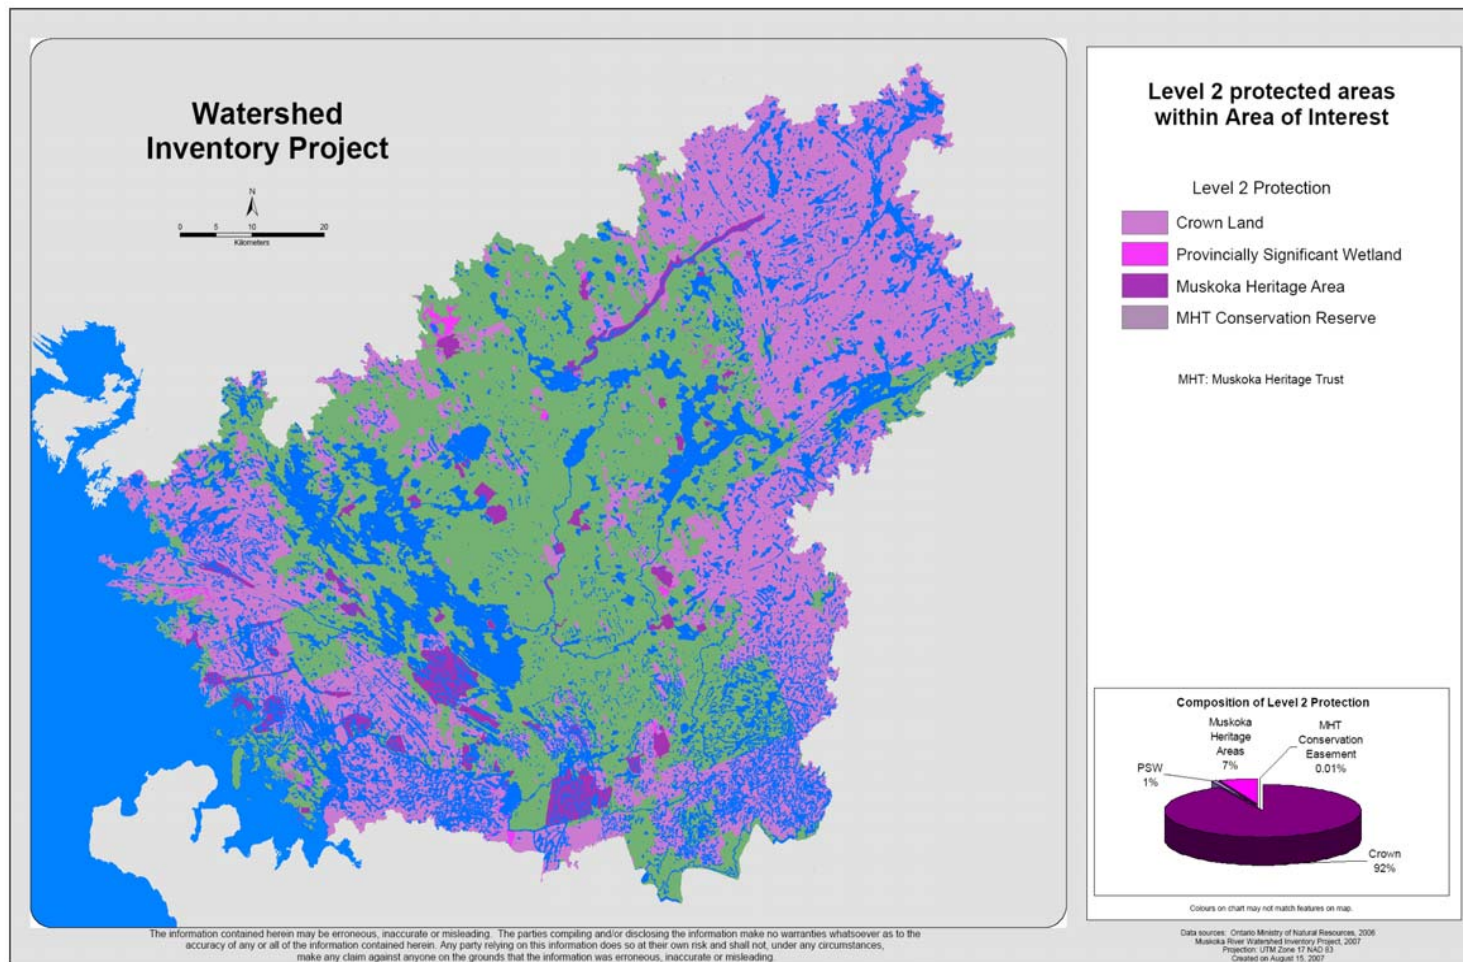 Watershed
Inventory Project
N
0 5 10 20
Kilometers
Level 2 protected areas
within Area of Interest
Level 2 Protection
Crown Land
Provincially Significant Wetland
Muskoka Heritage Area
MHT Conservation Reserve
MHT: Muskoka Heritage Trust
Composition of Level 2 Protection
Muskoka
Heritage
Areas
7%
MHT
Conservation
Easement
0.01%
PSW
1%
Crown
92%
Colours on chart may not match features on map.
The information contained herein may be erroneous, inaccurate or misleading. The parties compiling and/or disclosing the information make no warranties whatsoever as to the
accuracy of any or all of the information contained herein. Any party relying on this information does so at their own risk and shall not, under any circumstances,
make any claim against anyone on the grounds that the information was erroneous, inaccurate or misleading.
Data sources: Ontario Ministry of Natural Resources, 2006
Muskoka River Watershed Inventory Project, 2007
Projection: UTM Zone 17 NAD 83
Created on August 15, 2007